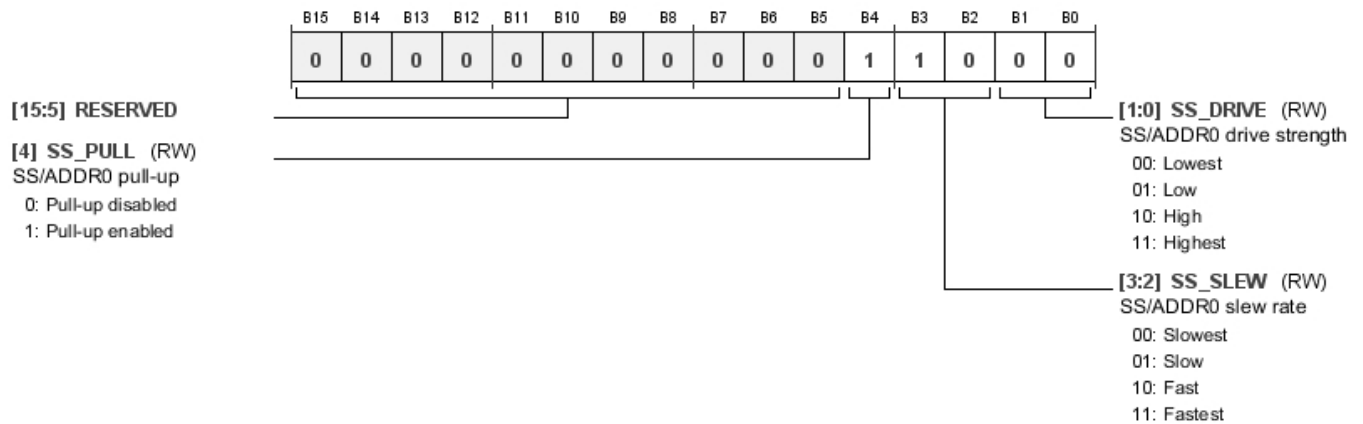 B15 B14 B13 B12 B11 B10 B9 B8 B7 B6 B5 B4 B3 B2 B1 B0
0 0 0 0 0 0 0 0 0 0 0 1 1 0 0 0
[15:5] RESERVED
[4] SS_PULL (RW)
SS/ADDR0 pull-up
0: Pull-up disabled
1: Pull-up enabled
[1:0] SS_DRIVE (RW)
SS/ADDR0 drive strength
00: Lowest
01: Low
10: High
11: Highest
[3:2] SS_SLEW (RW)
SS/ADDR0 slew rate
00: Slowest
01: Slow
10: Fast
11: Fastest